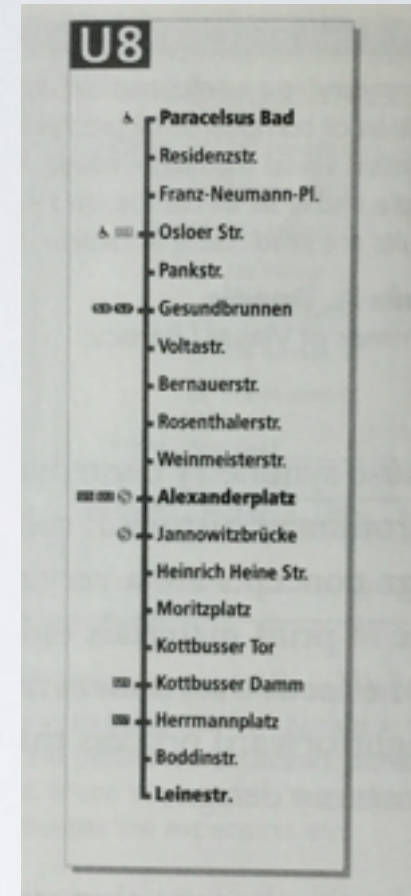 U8
Paracelsus Bad
Residenzstr.
Franz-Neumann-Pl.
Osloer Str.
Pankstr.
Gesundbrunnen
Voltastr.
Bernauerstr.
Rosenthalerstr.
Weinmeisterstr.
Alexanderplatz
Jannowitzbrücke
Heinrich Heine Str.
Moritzplatz
Kottbusser Tor
Kottbusser Damm
Herrmannplatz
Boddinstr.
Leinestr.